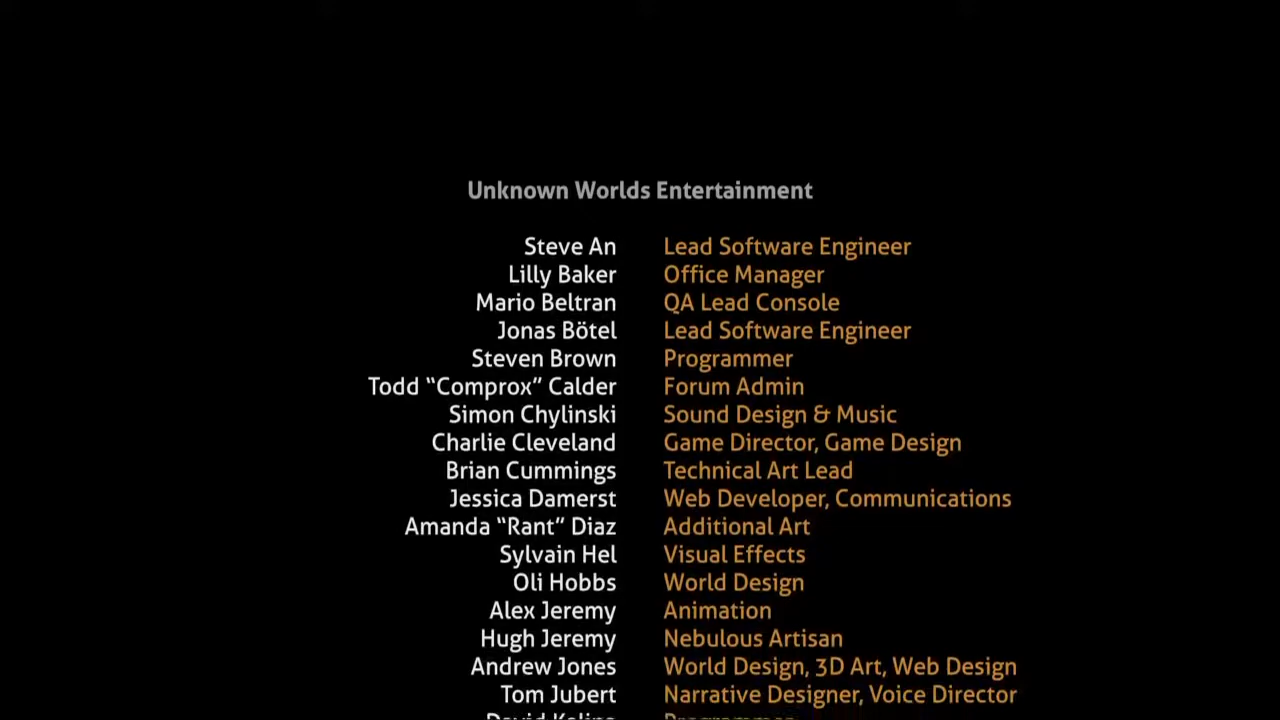 Unknown Worlds Entertainment
Steve An Lead Software Engineer
Lilly Baker Office Manager
Mario Beltran QA Lead Console
Jonas Bötel Lead Software Engineer
Steven Brown Programmer
Todd “Comprox” Calder Forum Admin
Simon Chylinski Sound Design & Music
Charlie Cleveland Game Director, Game Design
Brian Cummings Technical Art Lead
Jessica Damerst Web Developer, Communications
Amanda “Rant” Diaz Additional Art
Sylvain Hel Visual Effects
Oli Hobbs World Design
Alex Jeremy Animation
Hugh Jeremy Nebulous Artisan
Andrew Jones World Design, 3D Art, Web Design
Tom Jubert Narrative Designer, Voice Director